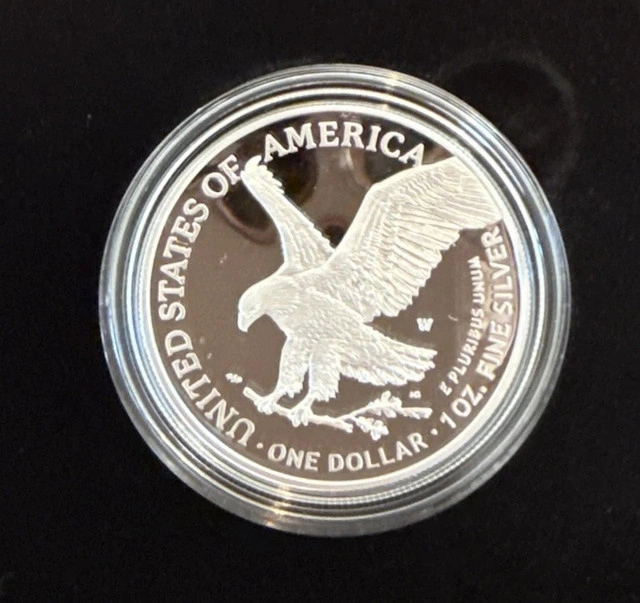 UNITED STATES OF AMERICA
W
E PLURIBUS UNUM
· ONE DOLLAR · 1 OZ. FINE SILVER